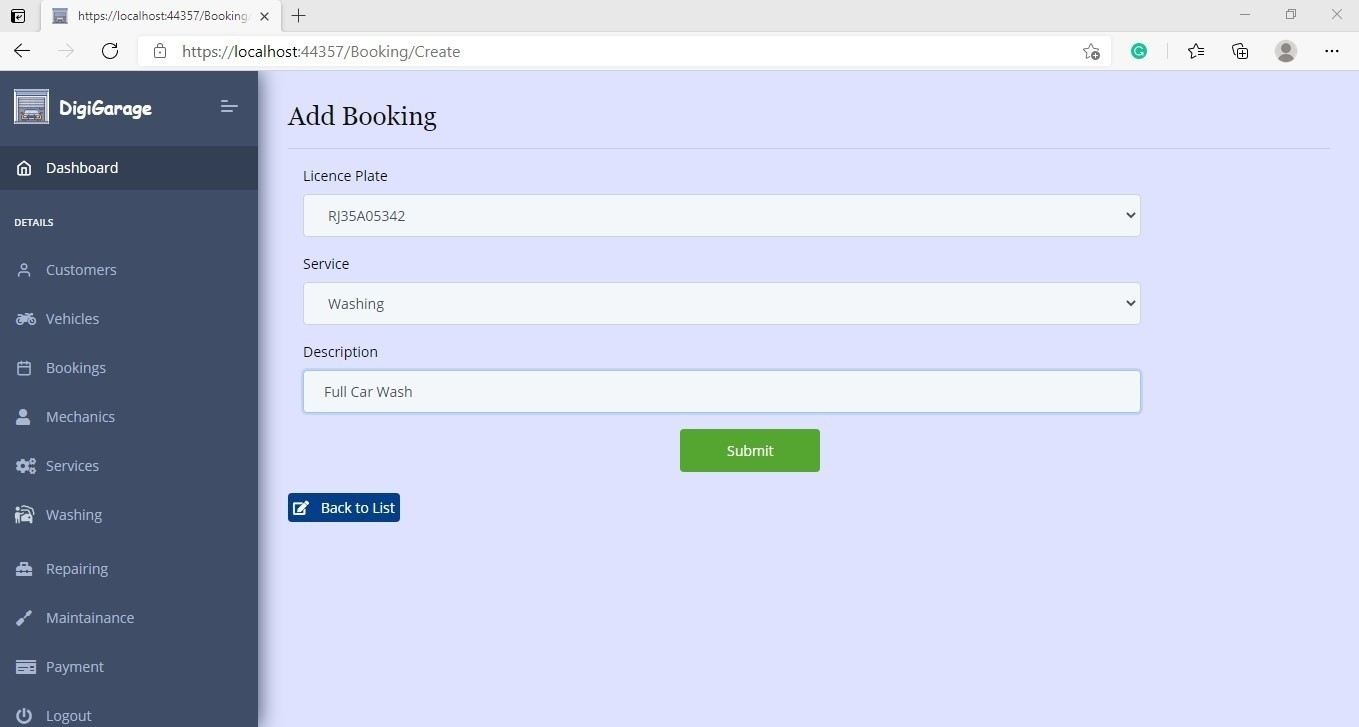 https://localhost:44357/Booking
https://localhost:44357/Booking/Create
DigiGarage
Dashboard
DETAILS
Customers
Vehicles
Bookings
Mechanics
Services
Washing
Repairing
Maintainance
Payment
Logout
Add Booking
Licence Plate
RJ35A05342
Service
Washing
Description
Full Car Wash
Submit
Back to List